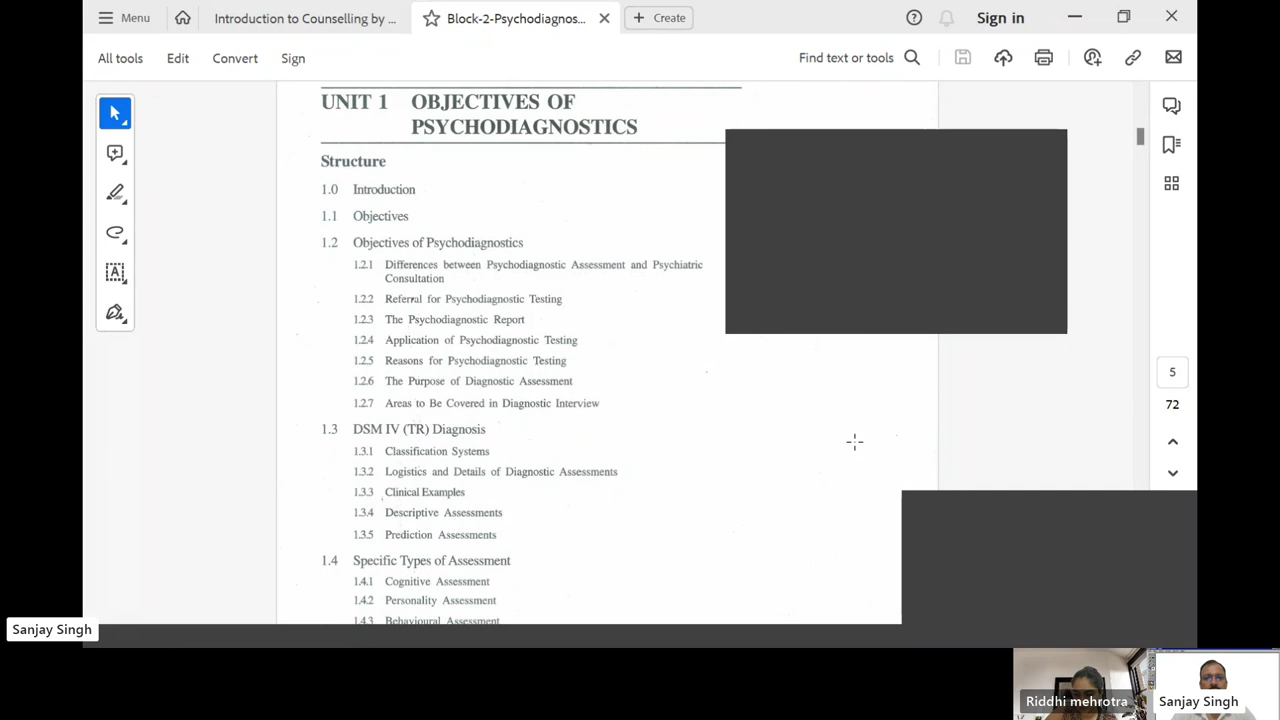 Menu
Introduction to Counselling by ...
Block-2-Psychodiagnos...
Create
Sign in
All tools
Edit
Convert
Sign
Find text or tools
UNIT 1 OBJECTIVES OF
PSYCHODIAGNOSTICS
Structure
1.0 Introduction
1.1 Objectives
1.2 Objectives of Psychodiagnostics
1.2.1 Differences between Psychodiagnostic Assessment and Psychiatric
Consultation
1.2.2 Referral for Psychodiagnostic Testing
1.2.3 The Psychodiagnostic Report
1.2.4 Application of Psychodiagnostic Testing
1.2.5 Reasons for Psychodiagnostic Testing
1.2.6 The Purpose of Diagnostic Assessment
1.2.7 Areas to Be Covered in Diagnostic Interview
1.3 DSM IV (TR) Diagnosis
1.3.1 Classification Systems
1.3.2 Logistics and Details of Diagnostic Assessments
1.3.3 Clinical Examples
1.3.4 Descriptive Assessments
1.3.5 Prediction Assessments
1.4 Specific Types of Assessment
1.4.1 Cognitive Assessment
1.4.2 Personality Assessment
1.4.3 Behavioural Assessment
5
72
Sanjay Singh
Riddhi mehrotra
Sanjay Singh